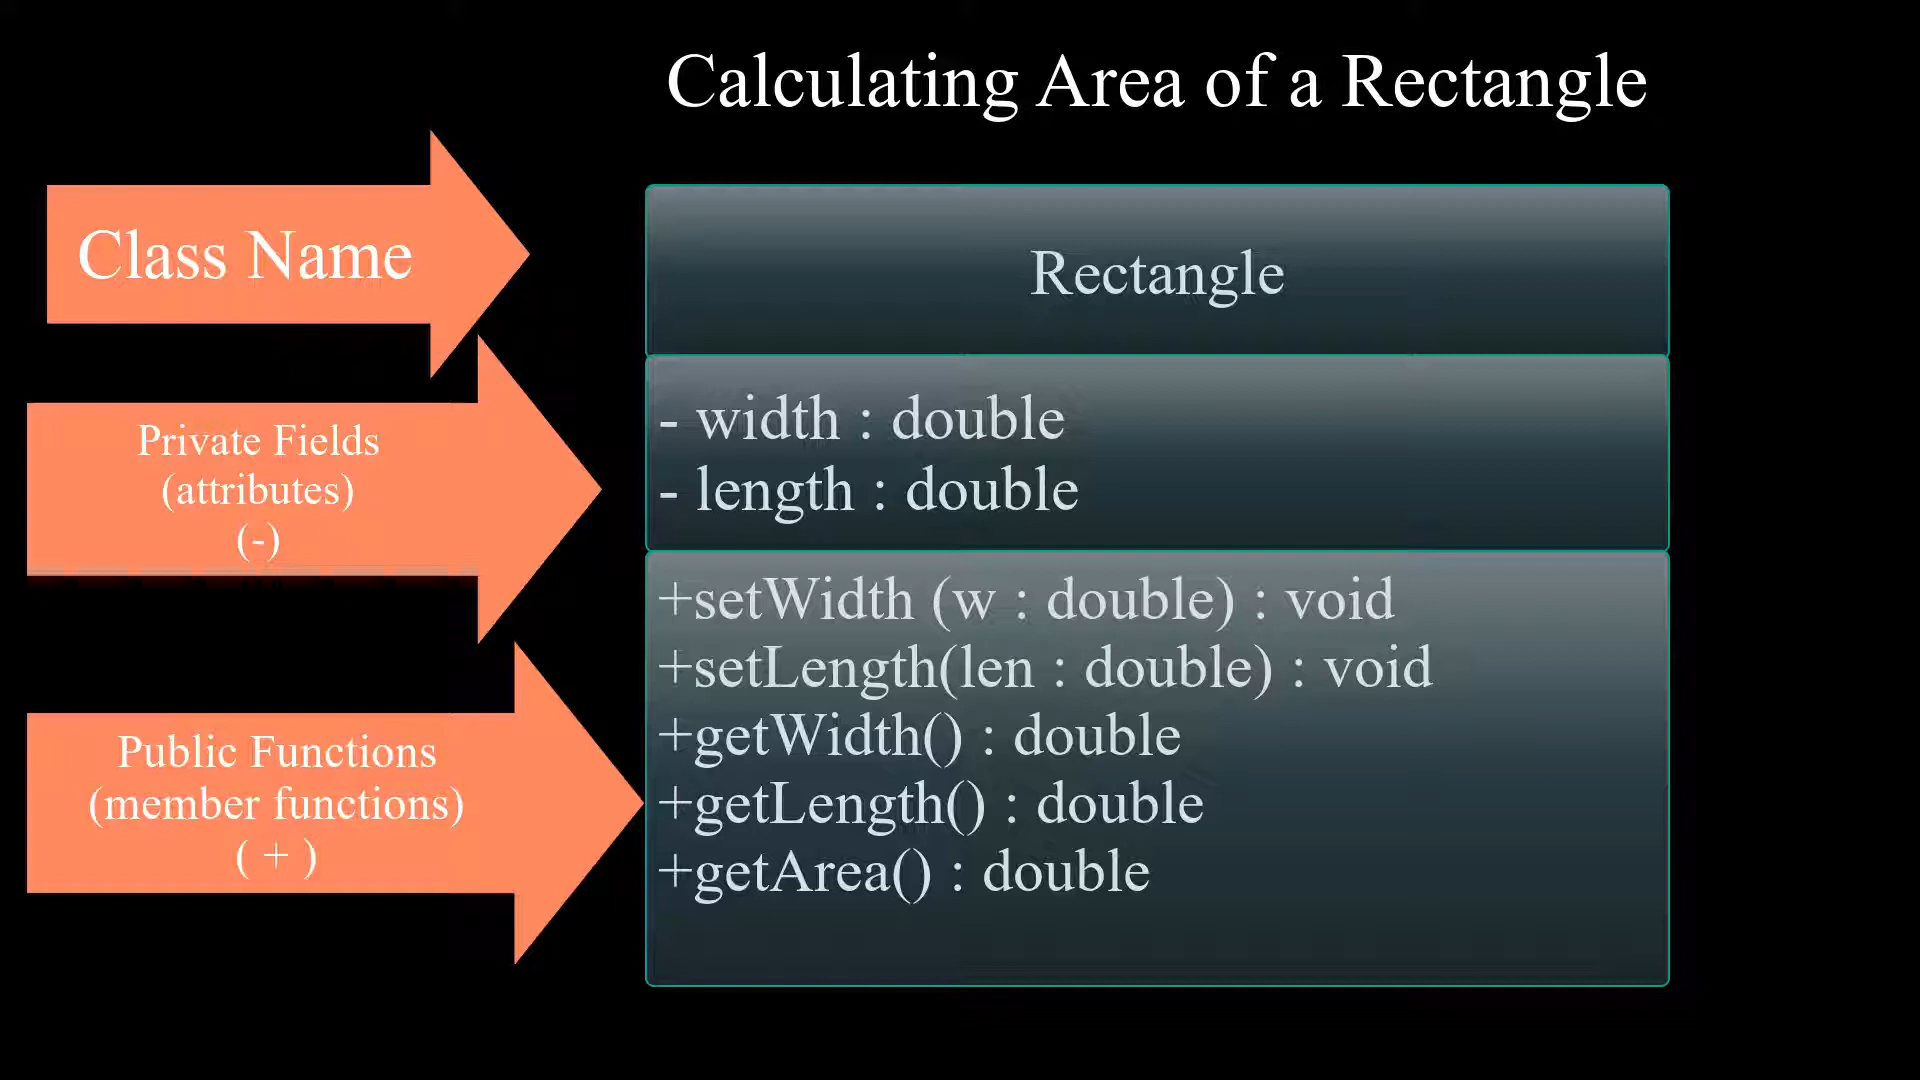 Calculating Area of a Rectangle
Class Name
Rectangle
Private Fields
(attributes)
(-)
- width : double
- length : double
Public Functions
(member functions)
( + )
+setWidth (w : double) : void
+setLength(len : double) : void
+getWidth() : double
+getLength() : double
+getArea() : double